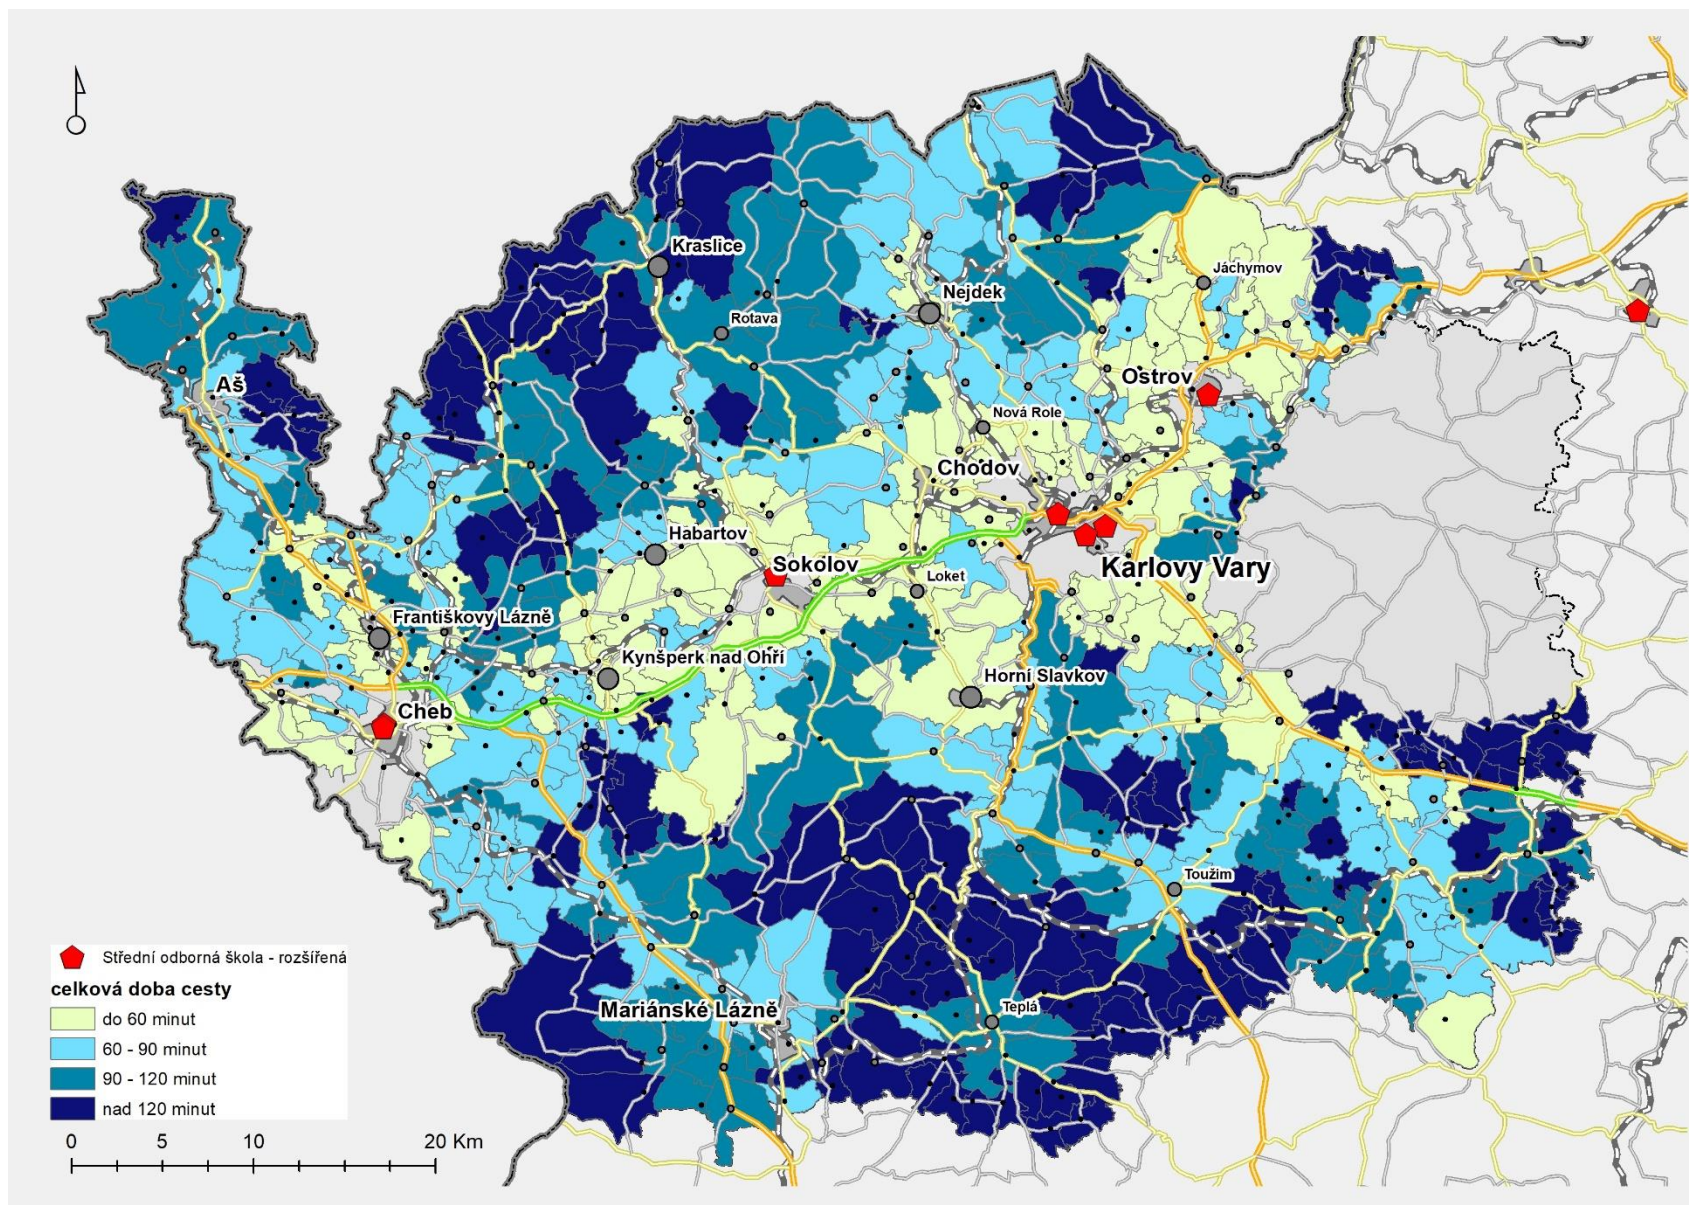 Kraslice
Jáchymov
Nejdek
Rotava
Aš
Ostrov
Nová Role
Chodov
Habartov
Sokolov
Karlovy Vary
Loket
Františkovy Lázně
Kynšperk nad Ohří
Horní Slavkov
Cheb
Toužim
Mariánské Lázně
Teplá
Střední odborná škola - rozšířená
celková doba cesty
do 60 minut
60 - 90 minut
90 - 120 minut
nad 120 minut
0 5 10 20 Km